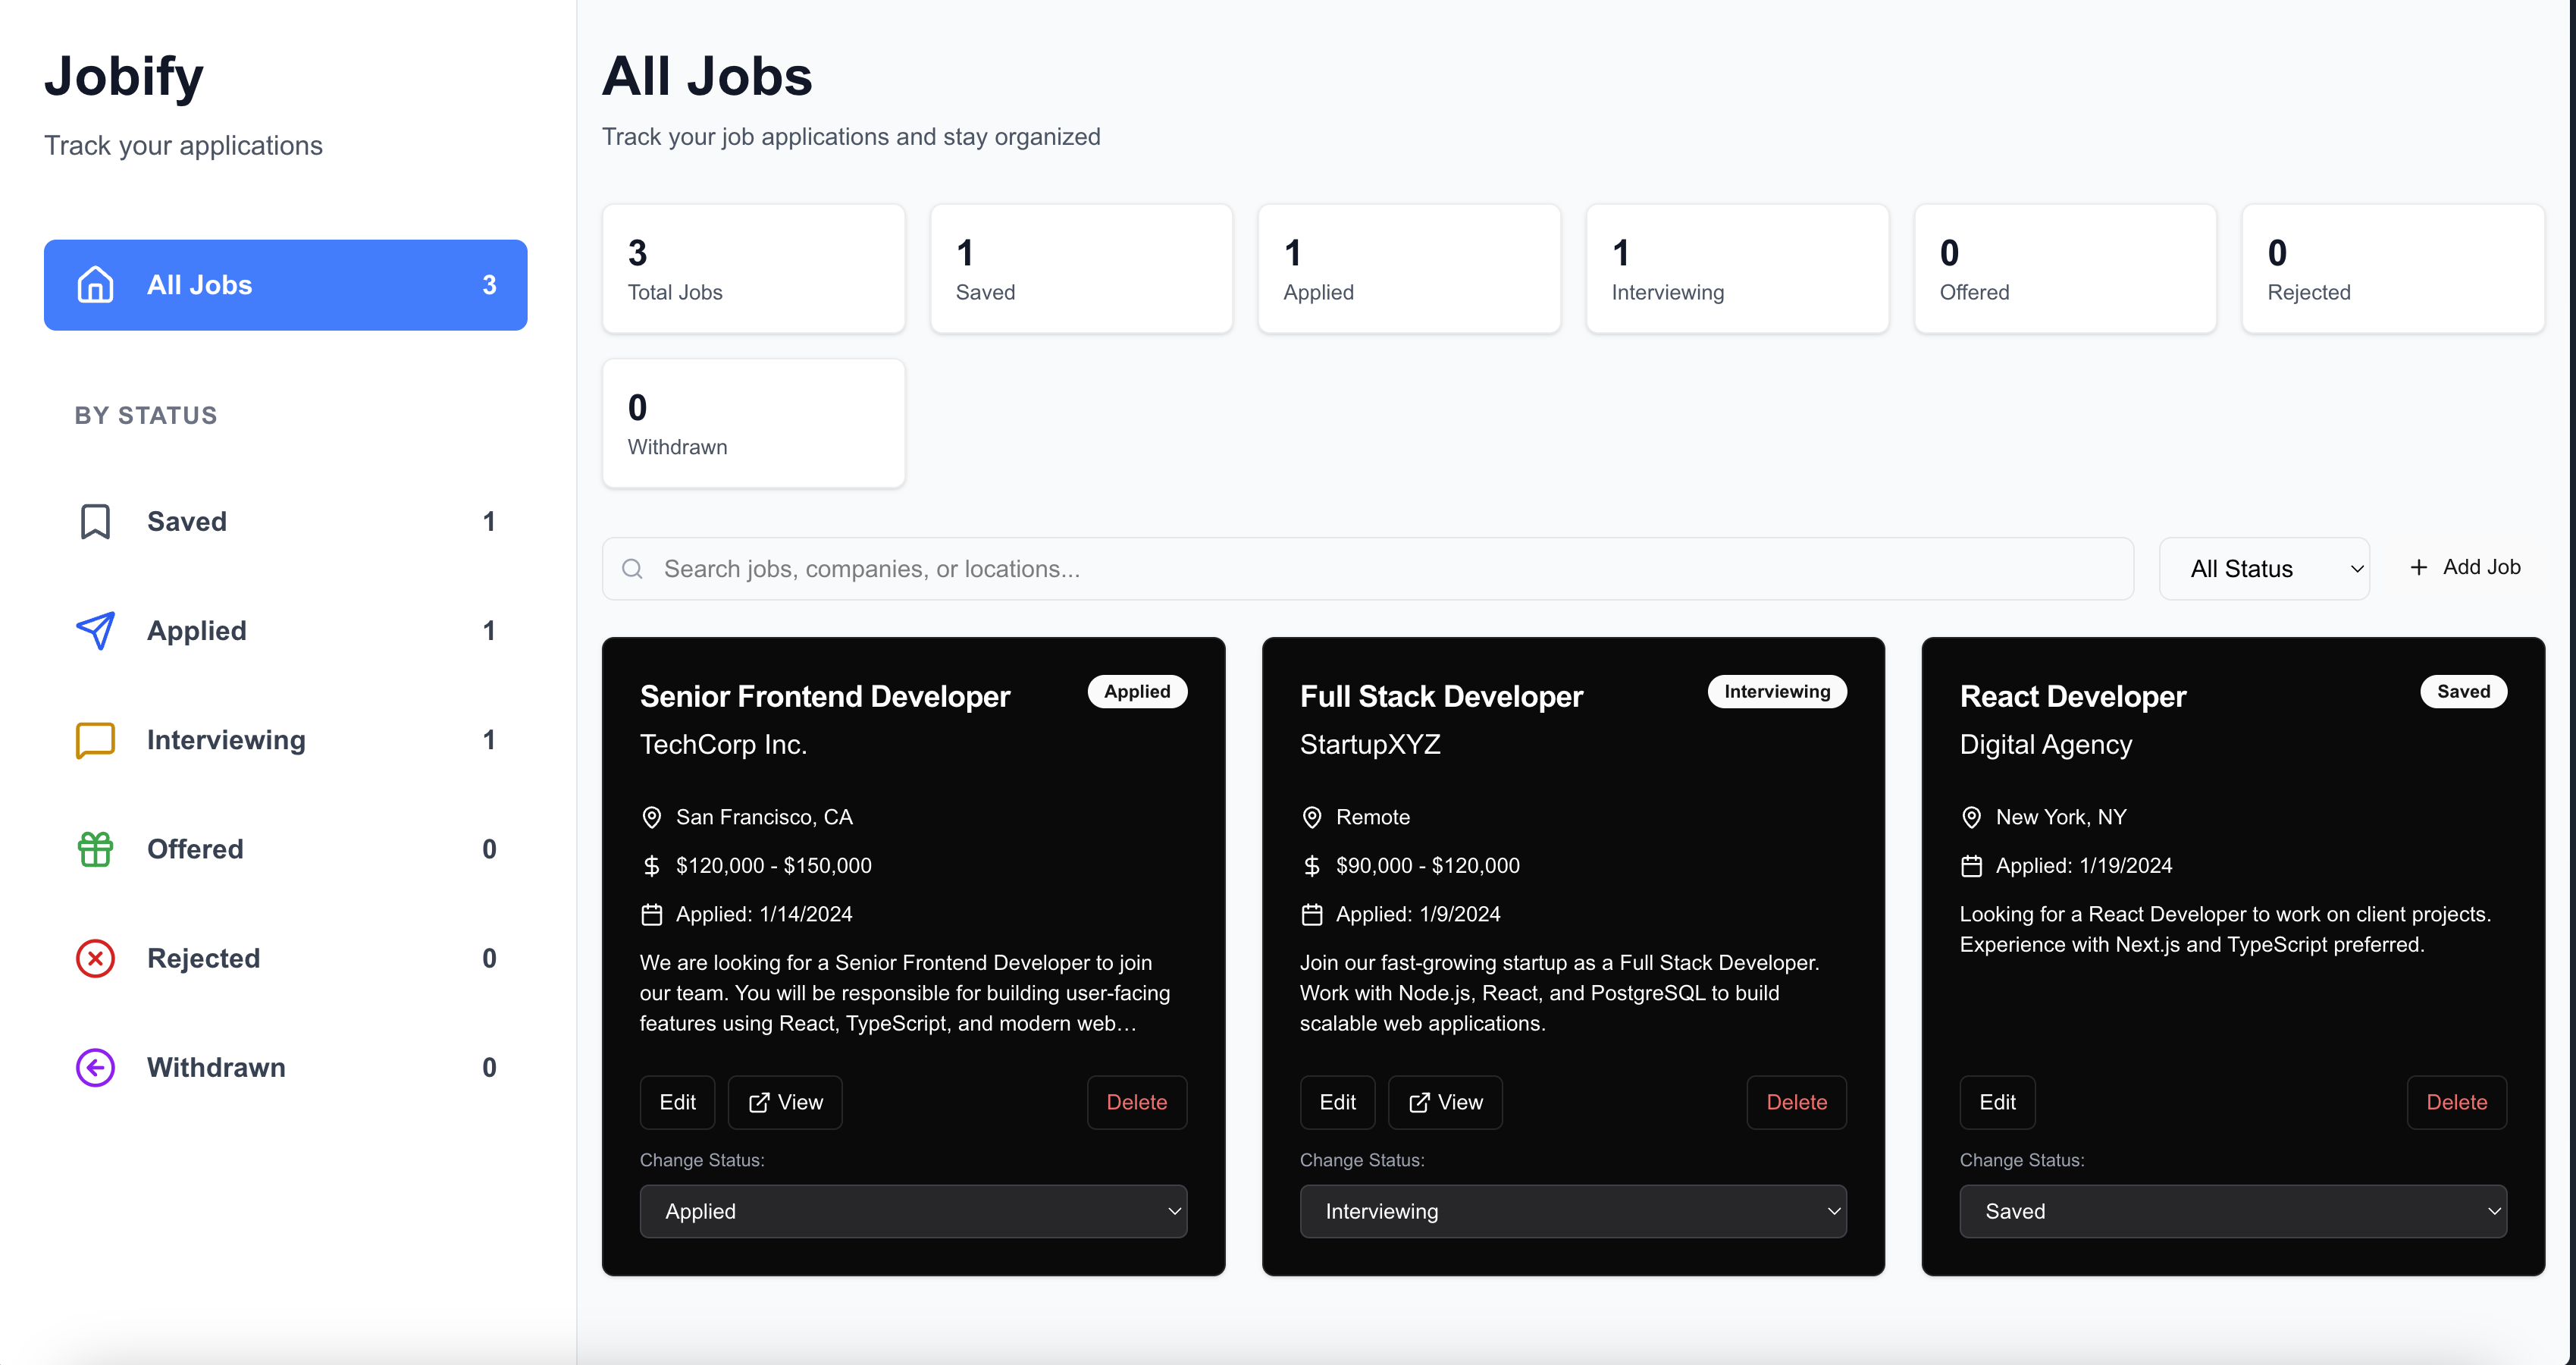 Jobify
Track your applications
All Jobs 3
BY STATUS
Saved 1
Applied 1
Interviewing 1
Offered 0
Rejected 0
Withdrawn 0
All Jobs
Track your job applications and stay organized
3
Total Jobs
1
Saved
1
Applied
1
Interviewing
0
Offered
0
Rejected
0
Withdrawn
Search jobs, companies, or locations...
All Status
+ Add Job
Senior Frontend Developer
Applied
TechCorp Inc.
San Francisco, CA
$120,000 - $150,000
Applied: 1/14/2024
We are looking for a Senior Frontend Developer to join
our team. You will be responsible for building user-facing
features using React, TypeScript, and modern web…
Edit
View
Delete
Change Status:
Applied
Full Stack Developer
Interviewing
StartupXYZ
Remote
$90,000 - $120,000
Applied: 1/9/2024
Join our fast-growing startup as a Full Stack Developer.
Work with Node.js, React, and PostgreSQL to build
scalable web applications.
Edit
View
Delete
Change Status:
Interviewing
React Developer
Saved
Digital Agency
New York, NY
Applied: 1/19/2024
Looking for a React Developer to work on client projects.
Experience with Next.js and TypeScript preferred.
Edit
Delete
Change Status:
Saved